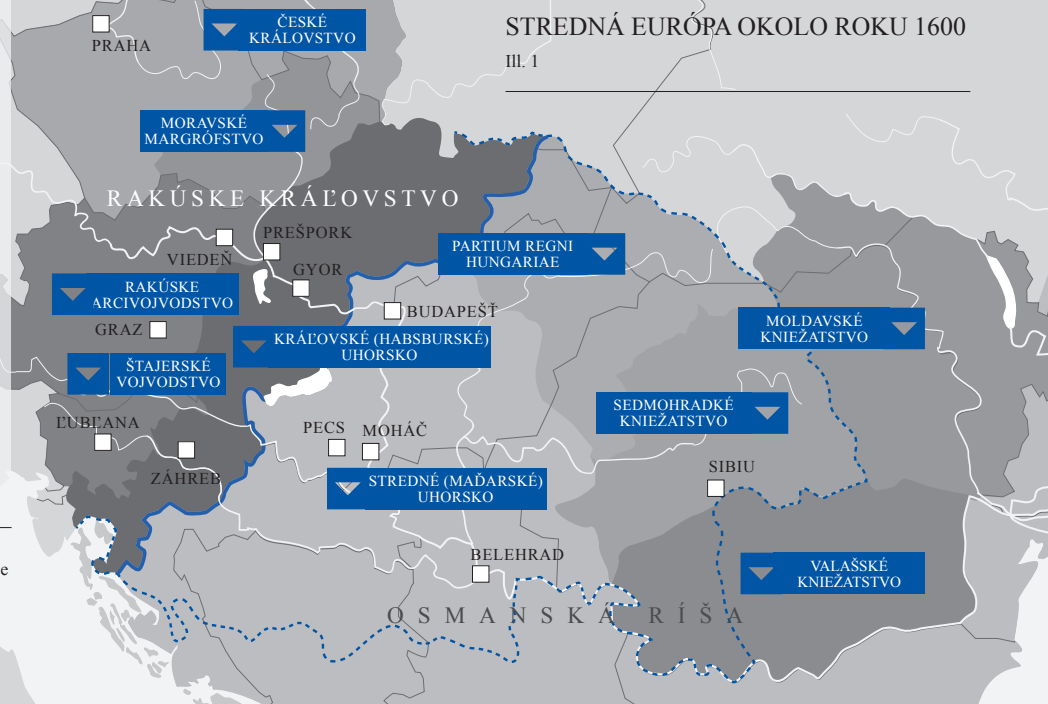 STREDNÁ EURÓPA OKOLO ROKU 1600
Ill. 1
ČESKÉ
KRÁLOVSTVO
PRAHA
MORAVSKÉ
MARGRÓFSTVO
RAKÚSKE KRÁĽOVSTVO
PREŠPORK
VIEDEŇ
GYOR
PARTIUM REGNI
HUNGARIAE
RAKÚSKE
ARCIVOJVODSTVO
BUDAPEŠŤ
GRAZ
MOLDAVSKÉ
KNIEŽATSTVO
KRÁĽOVSKÉ (HABSBURSKÉ)
UHORSKO
ŠTAJERSKÉ
VOJVODSTVO
SEDMOHRADKÉ
KNIEŽATSTVO
ĽUBĽANA
PECS
MOHÁČ
ZÁHREB
SIBIU
STREDNÉ (MAĎARSKÉ)
UHORSKO
BELEHRAD
e
VALAŠSKÉ
KNIEŽATSTVO
OSMANSKÁ RÍŠA